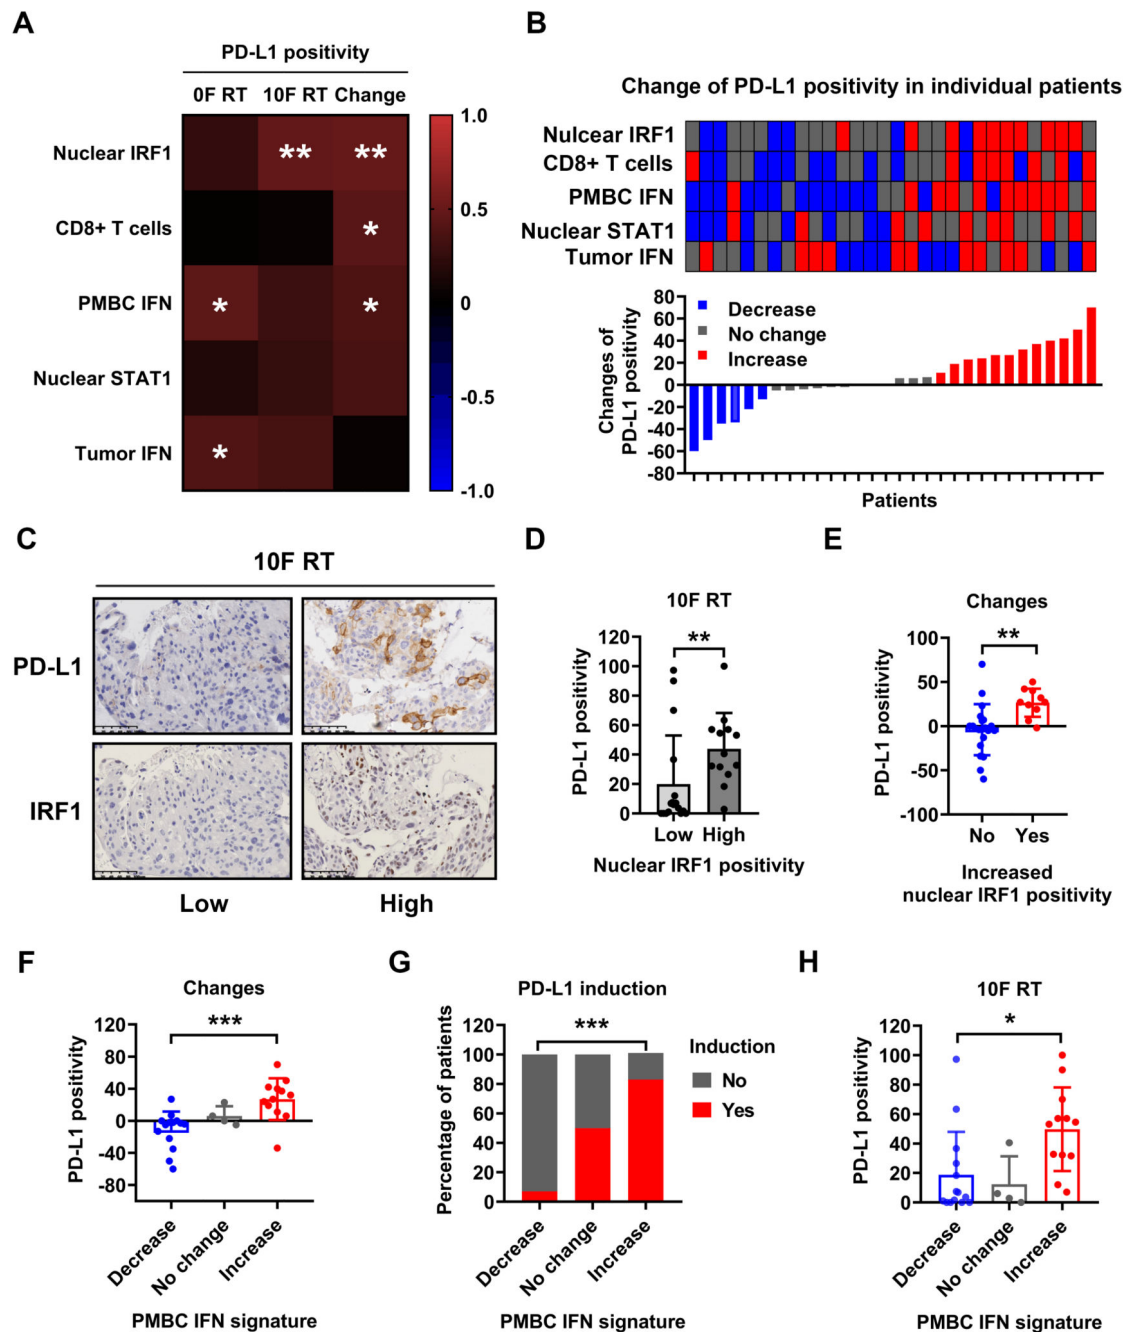 A
PD-L1 positivity
0F RT 10F RT Change
Nuclear IRF1
CD8+ T cells
PMBC IFN
Nuclear STAT1
Tumor IFN
** **
*
* *
*
1.0
0.5
0
-0.5
-1.0
B
Change of PD-L1 positivity in individual patients
Nulcear IRF1
CD8+ T cells
PMBC IFN
Nuclear STAT1
Tumor IFN
Changes of
PD-L1 positivity
80
60
40
20
0
-20
-40
-60
-80
Decrease
No change
Increase
Patients
C
10F RT
PD-L1
IRF1
Low High
D
10F RT
**
PD-L1 positivity
120
100
80
60
40
20
0
Low High
Nuclear IRF1 positivity
E
Changes
**
PD-L1 positivity
100
50
0
-50
-100
No Yes
Increased
nuclear IRF1 positivity
F
Changes
***
PD-L1 positivity
120
80
40
0
-40
-80
Decrease
No change
Increase
PMBC IFN signature
G
PD-L1 induction
***
Percentage of patients
120
100
80
60
40
20
0
Induction
No
Yes
Decrease
No change
Increase
PMBC IFN signature
H
10F RT
*
PD-L1 positivity
120
100
80
60
40
20
0
Decrease
No change
Increase
PMBC IFN signature